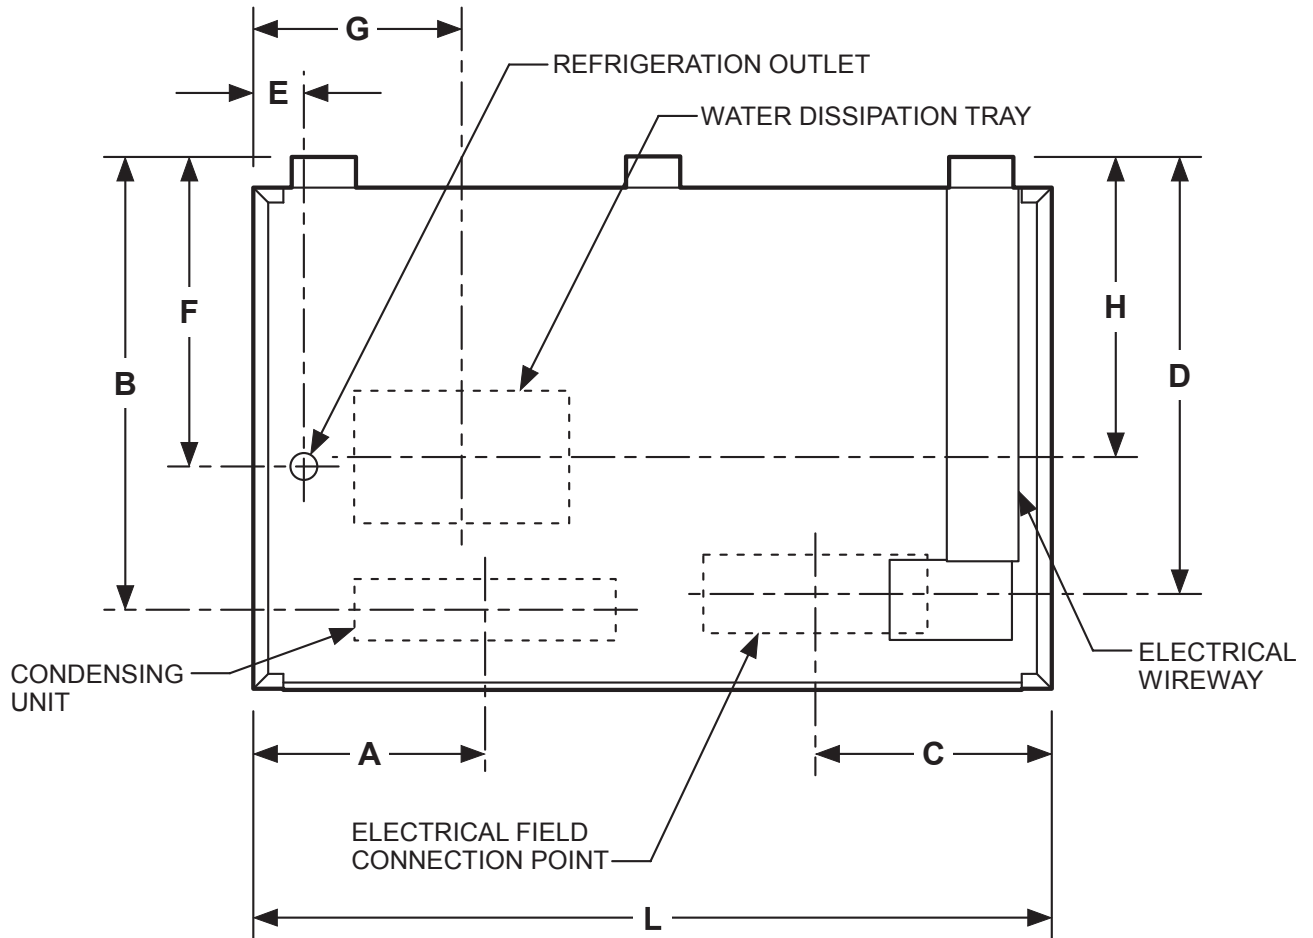 G
REFRIGERATION OUTLET
E
WATER DISSIPATION TRAY
F
H
B
D
CONDENSING
UNIT
ELECTRICAL
WIREWAY
A
C
ELECTRICAL FIELD
CONNECTION POINT
L